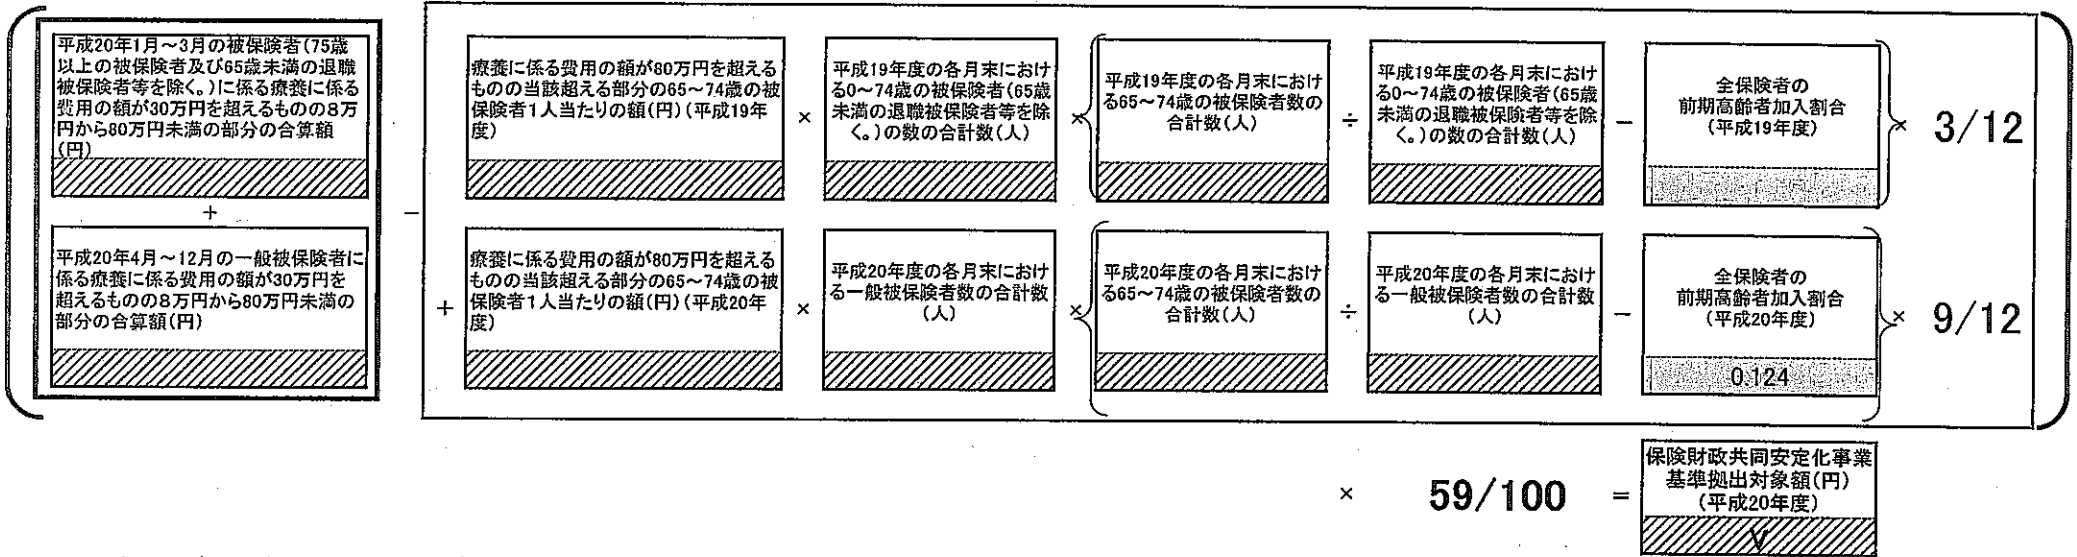 平成20年1月～3月の被保険者(75歳
以上の被保険者及び65歳未満の退職
被保険者等を除く。)に係る療養に係る
費用の額が30万円を超えるものの8万
円から80万円未満の部分の合算額
(円)
+
平成20年4月～12月の一般被保険者に
係る療養に係る費用の額が30万円を
超えるものの8万円から80万円未満の
部分の合算額(円)
－
療養に係る費用の額が80万円を超える
ものの当該超える部分の65～74歳の被
保険者1人当たりの額(円)(平成19年
度)
×
平成19年度の各月末におけ
る0～74歳の被保険者(65歳
未満の退職被保険者等を除
く。)の数の合計数(人)
×
平成19年度の各月末におけ
る65～74歳の被保険者数の
合計数(人)
÷
平成19年度の各月末におけ
る0～74歳の被保険者(65歳
未満の退職被保険者等を除
く。)の数の合計数(人)
－
全保険者の
前期高齢者加入割合
(平成19年度)
× 3/12
+
療養に係る費用の額が80万円を超える
ものの当該超える部分の65～74歳の被
保険者1人当たりの額(円)(平成20年
度)
×
平成20年度の各月末におけ
る一般被保険者数の合計数
(人)
×
平成20年度の各月末におけ
る65～74歳の被保険者数の
合計数(人)
÷
平成20年度の各月末におけ
る一般被保険者数の合計数
(人)
－
全保険者の
前期高齢者加入割合
(平成20年度)
0.124
× 9/12
× 59/100 =
保険財政共同安定化事業
基準拠出対象額(円)
(平成20年度)
V